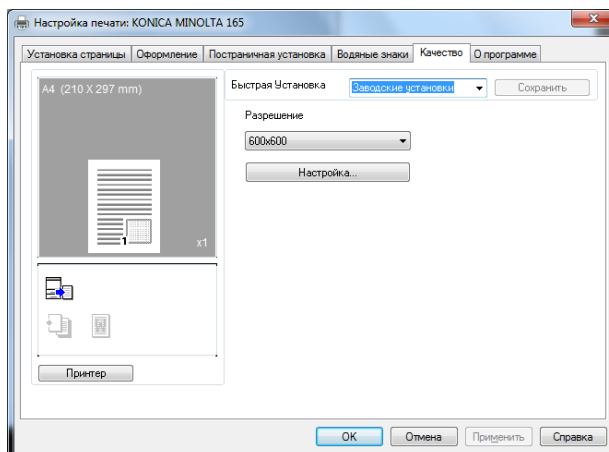 Настройка печати: KONICA MINOLTA 165
Установка страницы Оформление Постраничная установка Водяные знаки Качество О программе
A4 (210 X 297 mm)
Быстрая Установка Заводские установки Сохранить
Разрешение
600x600
Настройка...
1
x1
Принтер
OK Отмена Применить Справка